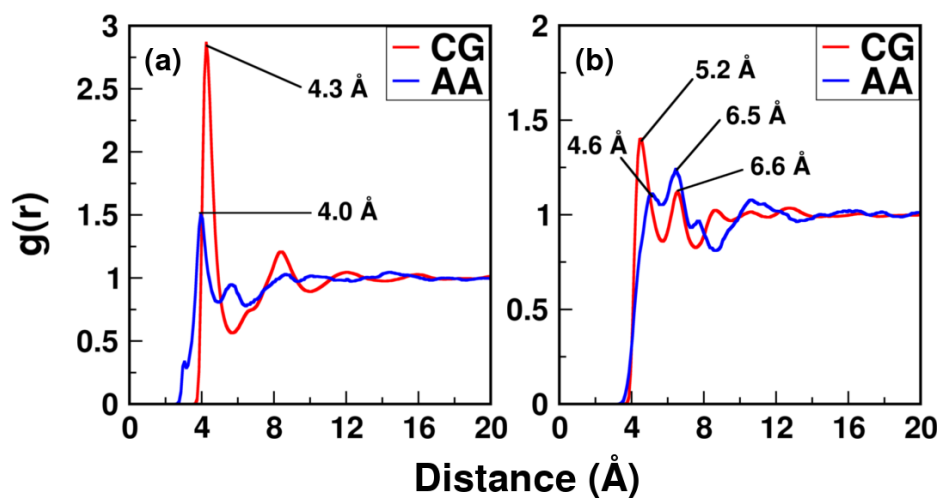 (a)
CG
AA
4.3 Å
4.0 Å
3
2.5
2
1.5
1
0.5
0
0 4 8 12 16 20
g(r)
(b)
CG
AA
5.2 Å
4.6 Å
6.5 Å
6.6 Å
2
1.5
1
0.5
0
0 4 8 12 16 20
Distance (Å)